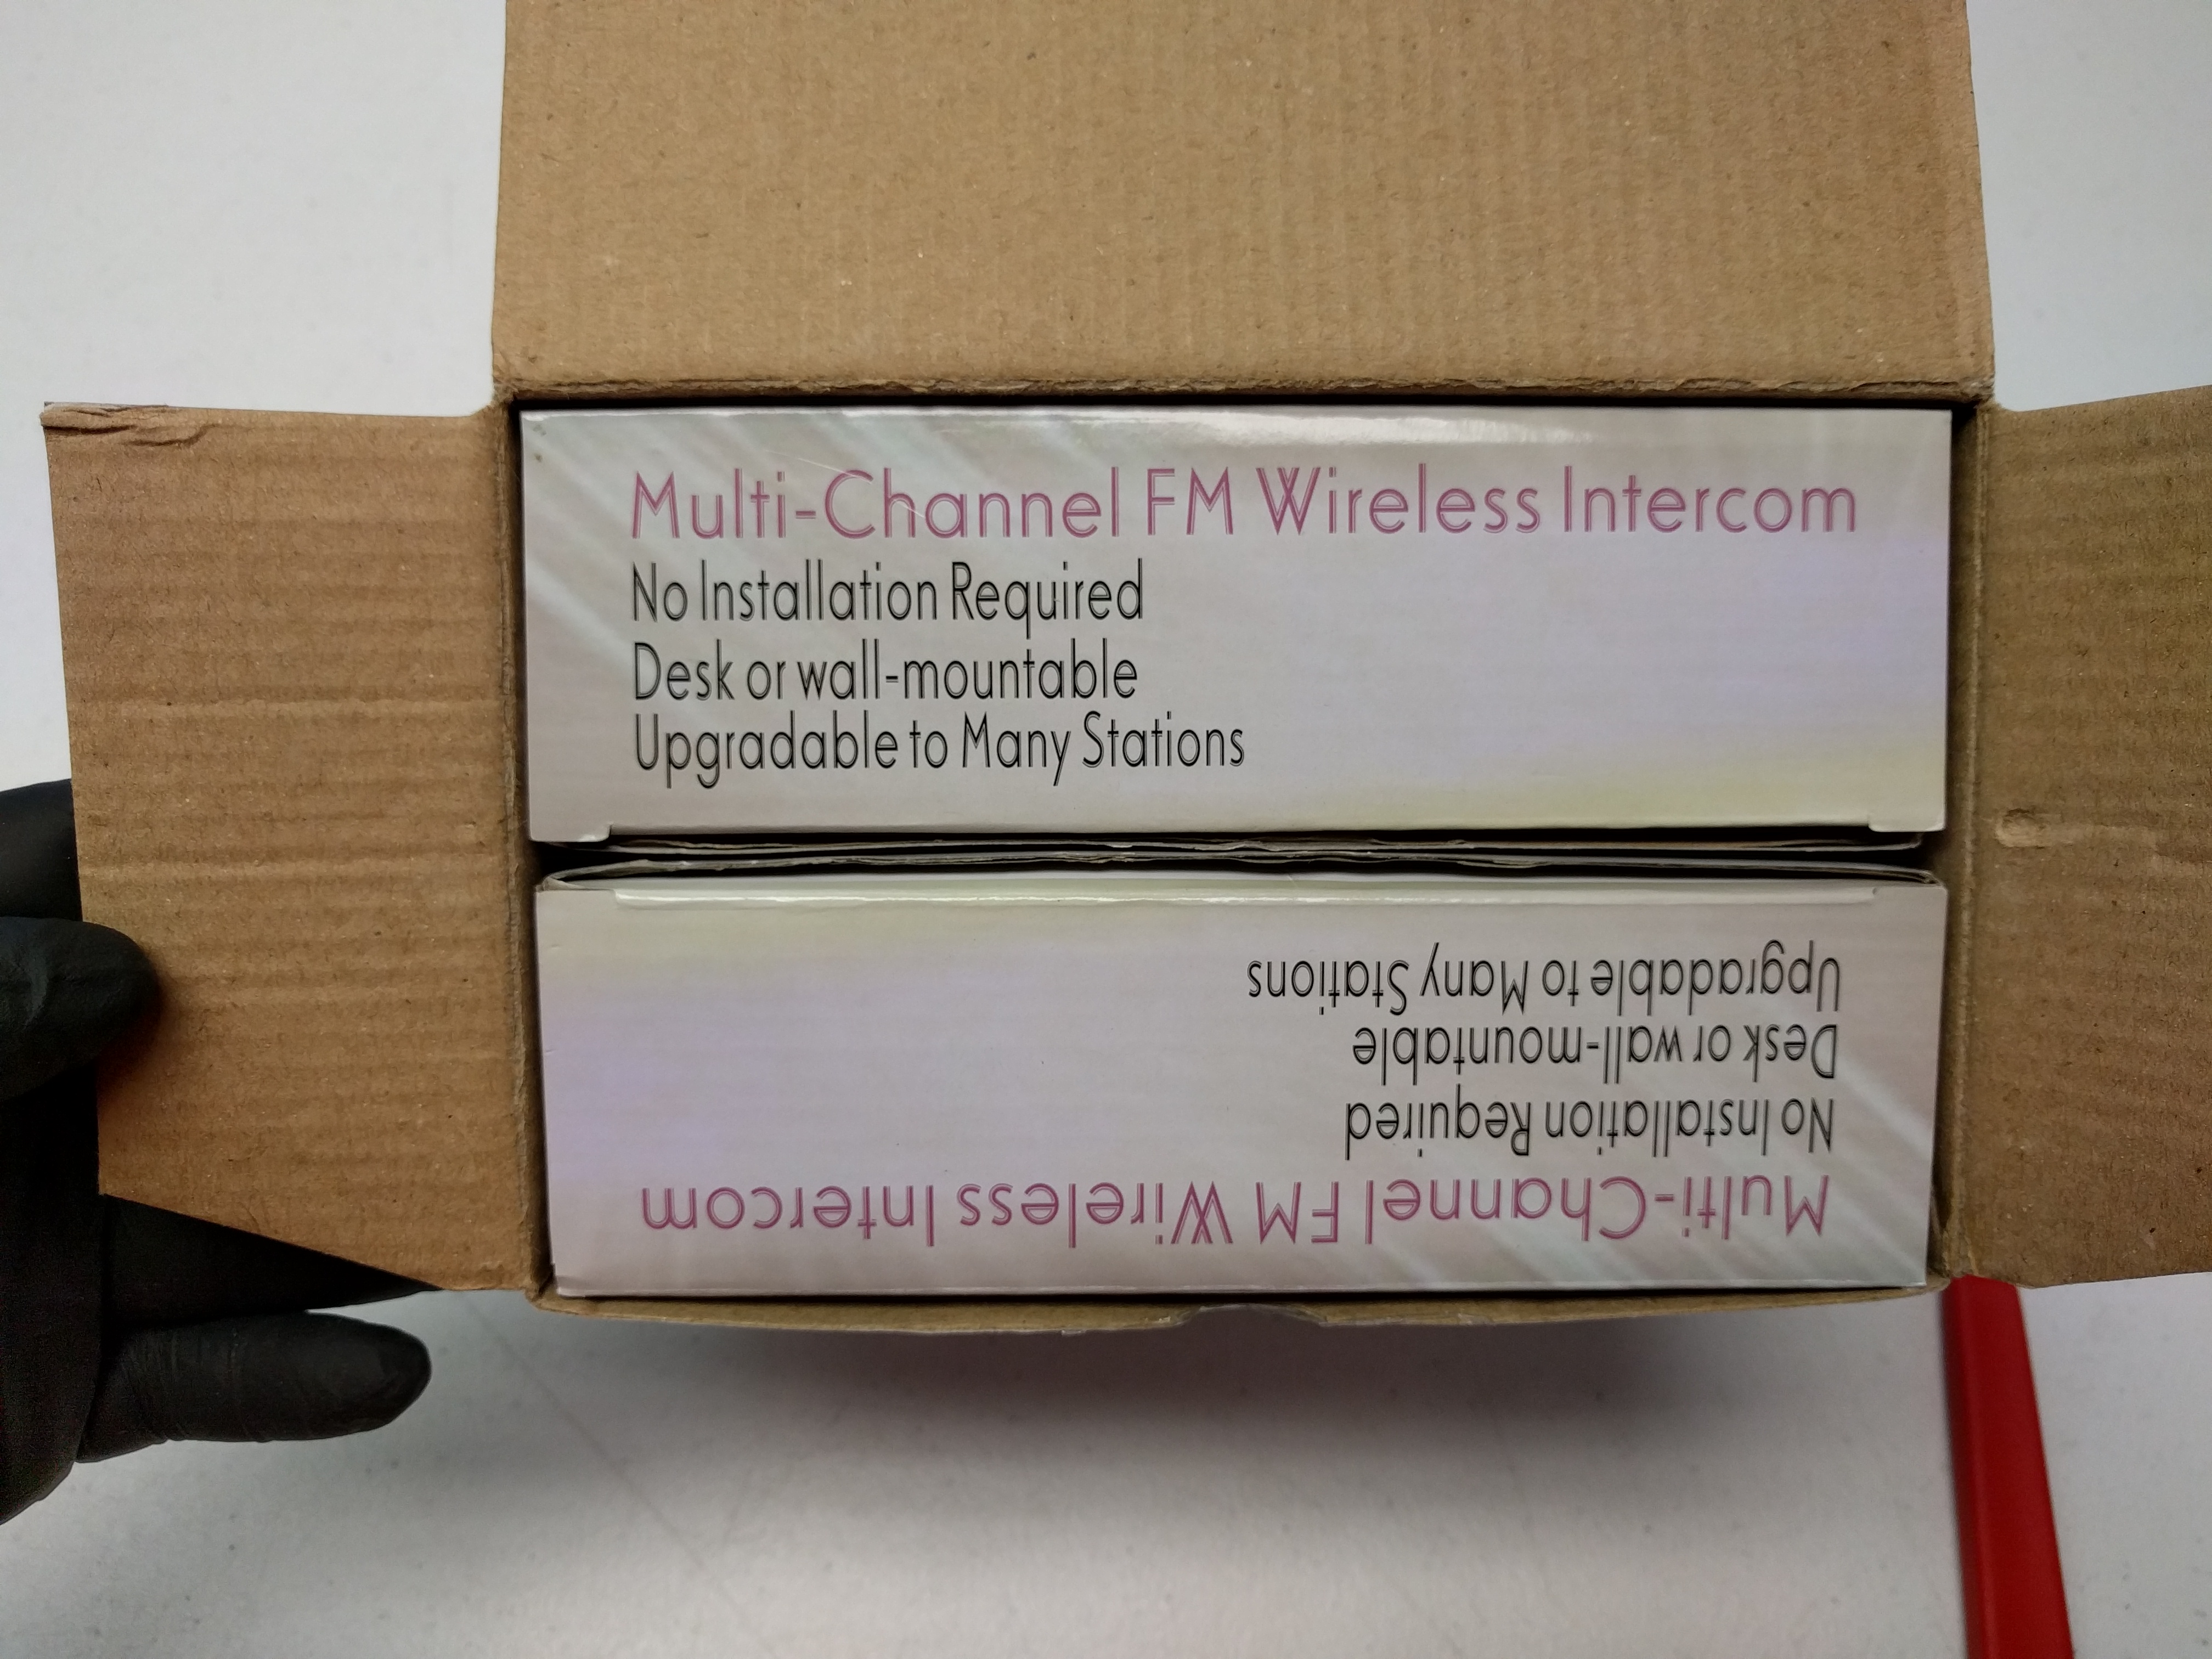 Multi-Channel FM Wireless Intercom
No Installation Required
Desk or wall-mountable
Upgradable to Many Stations
Multi-Channel FM Wireless Intercom
No Installation Required
Desk or wall-mountable
Upgradable to Many Stations